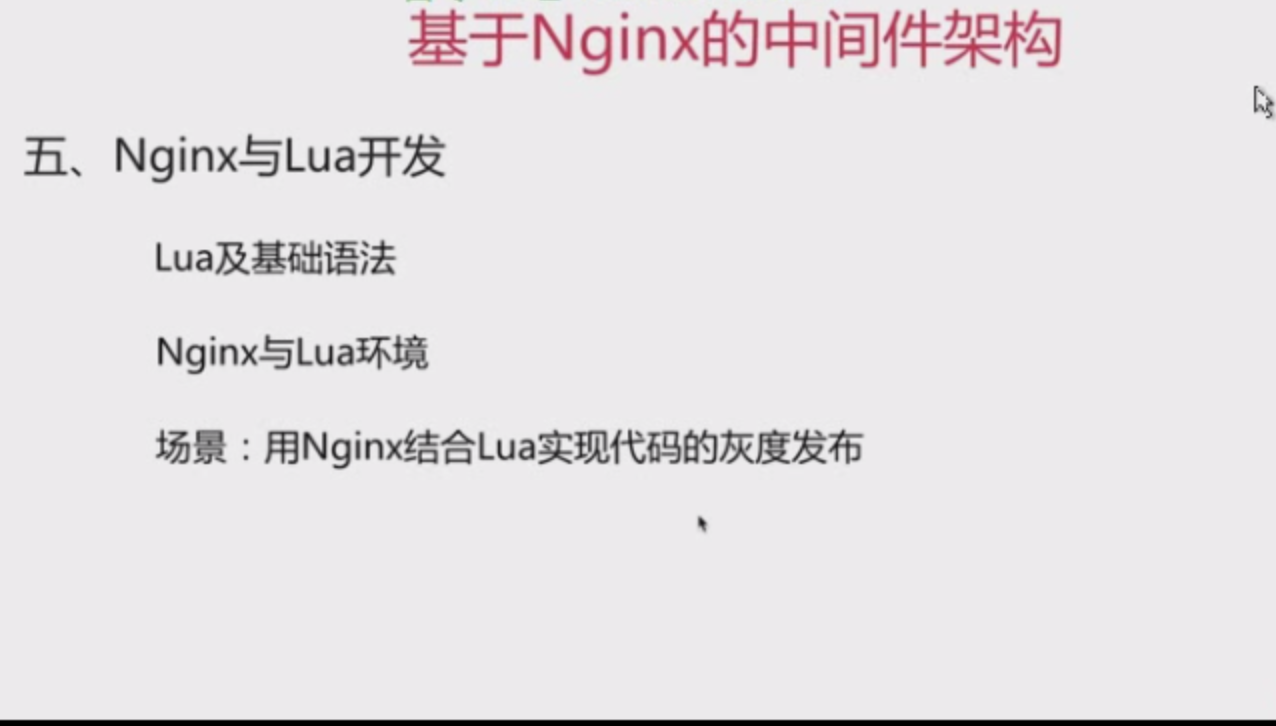 基于Nginx的中间件架构
五、Nginx与Lua开发
Lua及基础语法
Nginx与Lua环境
场景：用Nginx结合Lua实现代码的灰度发布